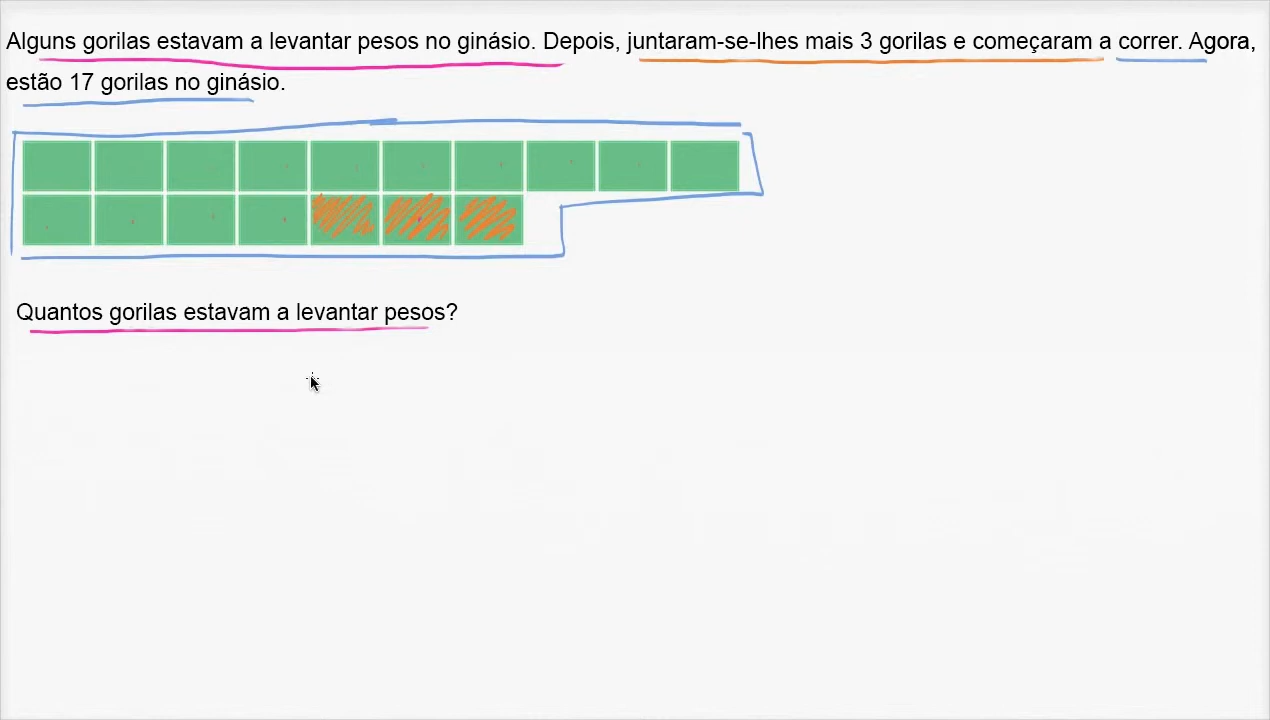 Alguns gorilas estavam a levantar pesos no ginásio. Depois, juntaram-se-lhes mais 3 gorilas e começaram a correr. Agora,
estão 17 gorilas no ginásio.
Quantos gorilas estavam a levantar pesos?